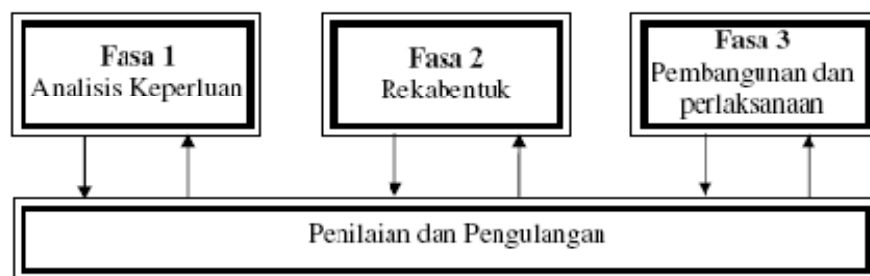 Fasa 1
Analisis Keperluan
Fasa 2
Rekabentuk
Fasa 3
Pembangunan dan
perlaksanaan
Penilaian dan Pengulangan